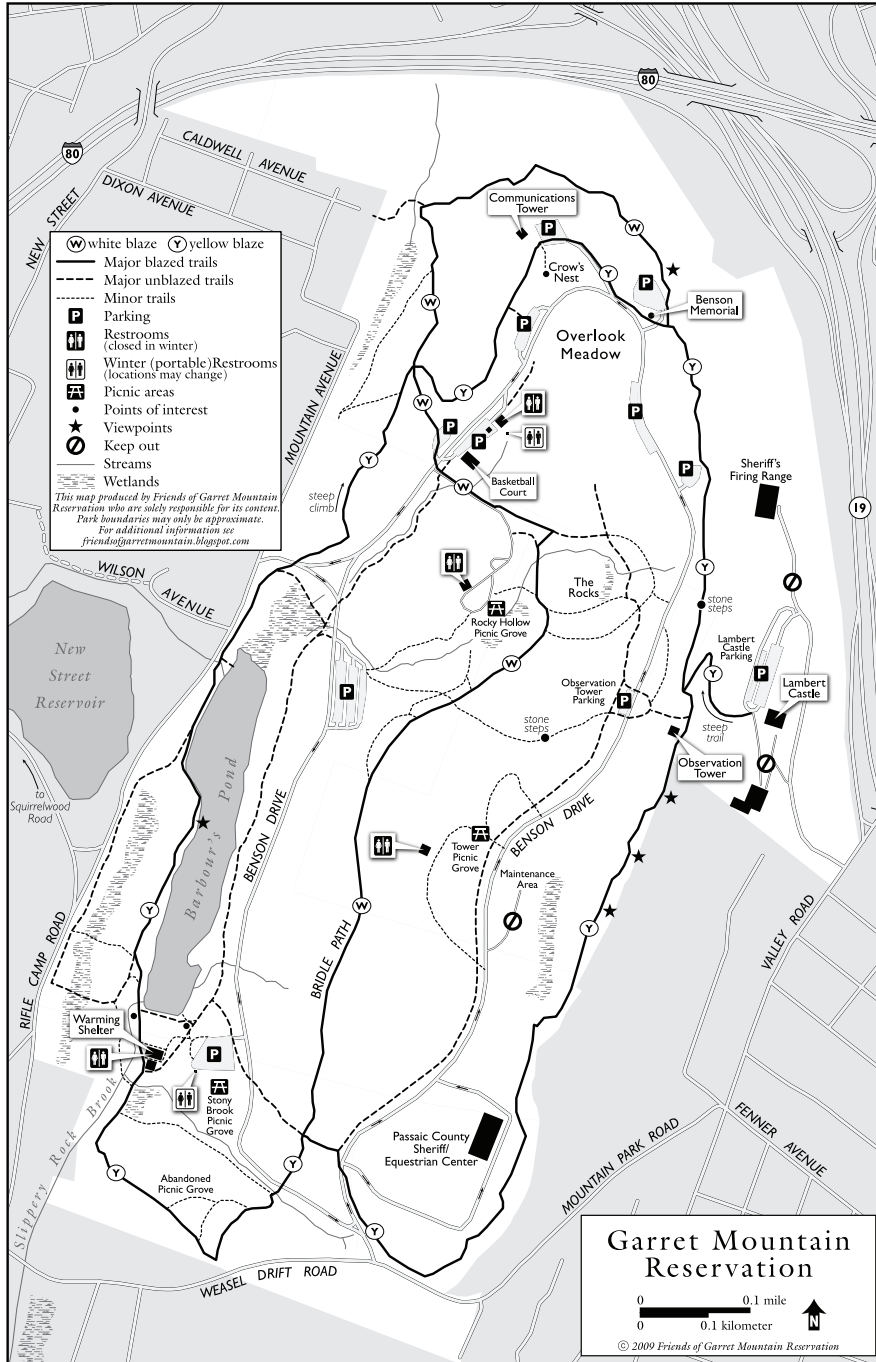 80
80
80
19
CALDWELL AVENUE
DIXON AVENUE
NEW STREET
W white blaze Y yellow blaze
Major blazed trails
Major unblazed trails
Minor trails
P Parking
Restrooms
(closed in winter)
Winter (portable)Restrooms
(locations may change)
Picnic areas
Points of interest
Viewpoints
Keep out
Streams
Wetlands
This map produced by Friends of Garret Mountain
Reservation who are solely responsible for its content.
Park boundaries may only be approximate.
For additional information see
friendsofgarretmountain.blogspot.com
Communications
Tower
P
W
Crow's
Nest
Y
P
Benson
Memorial
W
P
Overlook
Meadow
Y
MOUNTAIN AVENUE
Y
W
P
P
P
Basketball
Court
P
W
Y
steep
climb
Sheriff's
Firing Range
WILSON
AVENUE
The
Rocks
Y
stone
steps
Rocky Hollow
Picnic Grove
New
Street
Reservoir
W
Lambert
Castle
Parking
P
Y
Observation
Tower
Parking
P
P
Lambert
Castle
steep
trail
stone
steps
Observation
Tower
to
Squirrelwood
Road
Barbour's Pond
BENSON DRIVE
BENSON DRIVE
Tower
Picnic
Grove
Maintenance
Area
Y
W
Y
BRIDLE PATH
RIFLE CAMP ROAD
VALLEY ROAD
Warming
Shelter
P
Stony
Brook
Picnic
Grove
Slippery Rock Brook
Passaic County
Sheriff/
Equestrian Center
MOUNTAIN PARK ROAD
FENNER AVENUE
Y
Y
Abandoned
Picnic Grove
Y
WEASEL DRIFT ROAD
Garret Mountain
Reservation
0 0.1 mile
0 0.1 kilometer
N
© 2009 Friends of Garret Mountain Reservation